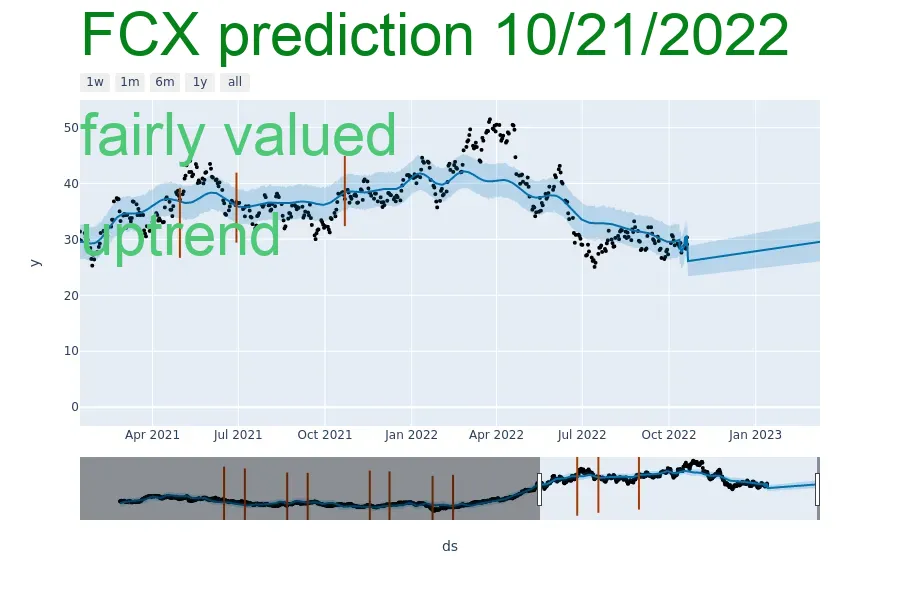 FCX prediction 10/21/2022
1w 1m 6m 1y all
fairly valued
uptrend
50
40
30
20
10
0
y
Apr 2021 Jul 2021 Oct 2021 Jan 2022 Apr 2022 Jul 2022 Oct 2022 Jan 2023
ds